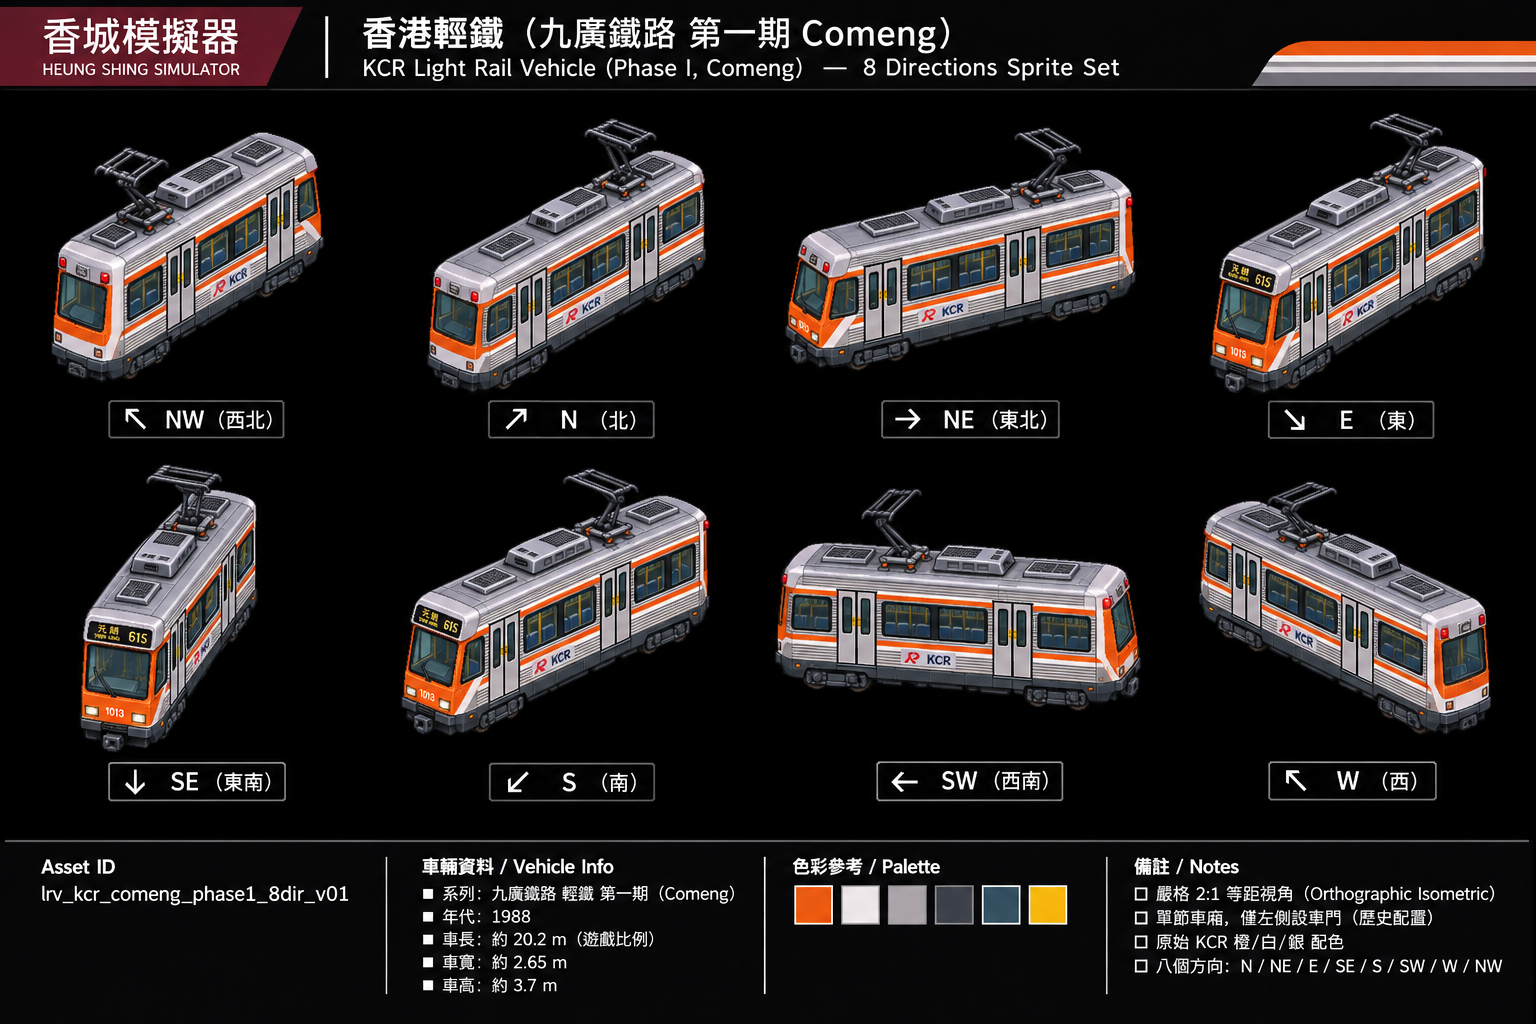 香城模擬器
HEUNG SHING SIMULATOR
香港輕鐵（九廣鐵路 第一期 Comeng）
KCR Light Rail Vehicle (Phase I, Comeng) — 8 Directions Sprite Set
KCR
KCR
KCR
元朗 615
1015
KCR
↖ NW（西北）
↗ N（北）
→ NE（東北）
↘ E（東）
元朗 615
1013
元朗 615
1013
KCR
KCR
KCR
↓ SE（東南）
↙ S（南）
← SW（西南）
↖ W（西）
Asset ID
lrv_kcr_comeng_phase1_8dir_v01
車輛資料 / Vehicle Info
■ 系列：九廣鐵路 輕鐵 第一期（Comeng）
■ 年代：1988
■ 車長：約 20.2 m（遊戲比例）
■ 車寬：約 2.65 m
■ 車高：約 3.7 m
色彩參考 / Palette
備註 / Notes
□ 嚴格 2:1 等距視角（Orthographic Isometric）
□ 單節車廂，僅左側設車門（歷史配置）
□ 原始 KCR 橙/白/銀 配色
□ 八個方向：N / NE / E / SE / S / SW / W / NW